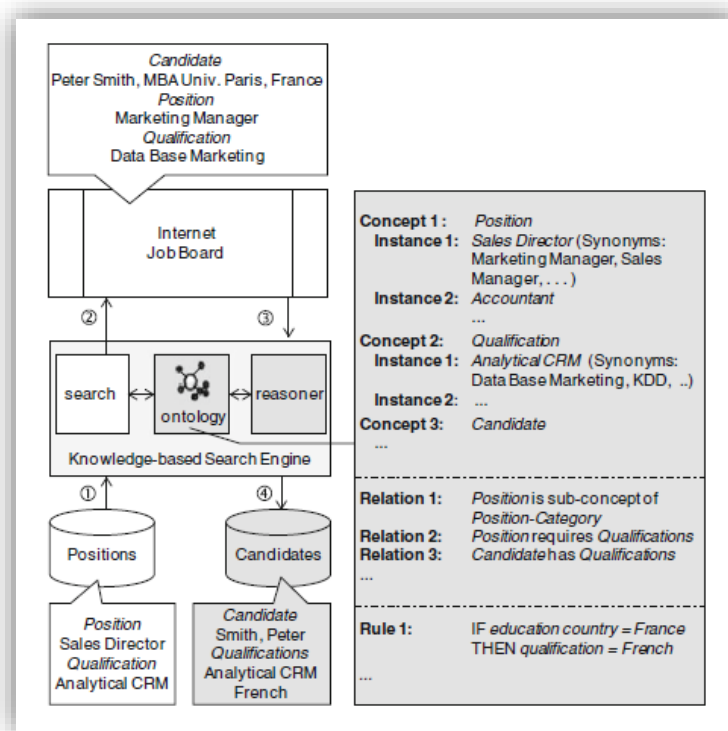 Candidate
Peter Smith, MBA Univ. Paris, France
Position
Marketing Manager
Qualification
Data Base Marketing
Internet
Job Board
②
③
search
ontology
reasoner
Knowledge-based Search Engine
①
④
Positions
Candidates
Position
Sales Director
Qualification
Analytical CRM
Candidate
Smith, Peter
Qualifications
Analytical CRM
French
Concept 1: Position
Instance 1: Sales Director (Synonyms:
Marketing Manager, Sales
Manager, . . . )
Instance 2: Accountant
...
Concept 2: Qualification
Instance 1: Analytical CRM (Synonyms:
Data Base Marketing, KDD, ..)
Instance 2: ...
Concept 3: Candidate
...
Relation 1: Position is sub-concept of
Position-Category
Relation 2: Position requires Qualifications
Relation 3: Candidate has Qualifications
...
Rule 1: IF education country = France
THEN qualification = French
...